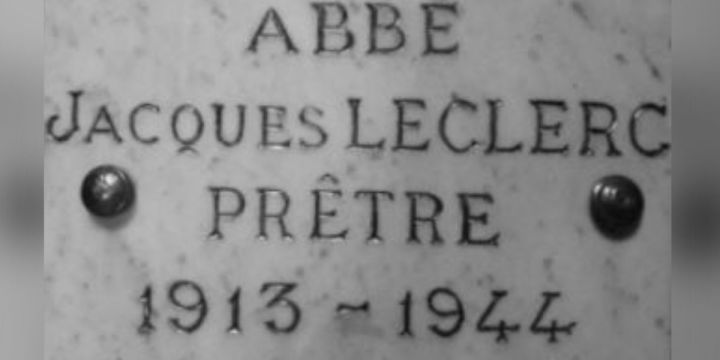 ABBE
JACQUES LECLERC
PRÊTRE
1913 ~ 1944